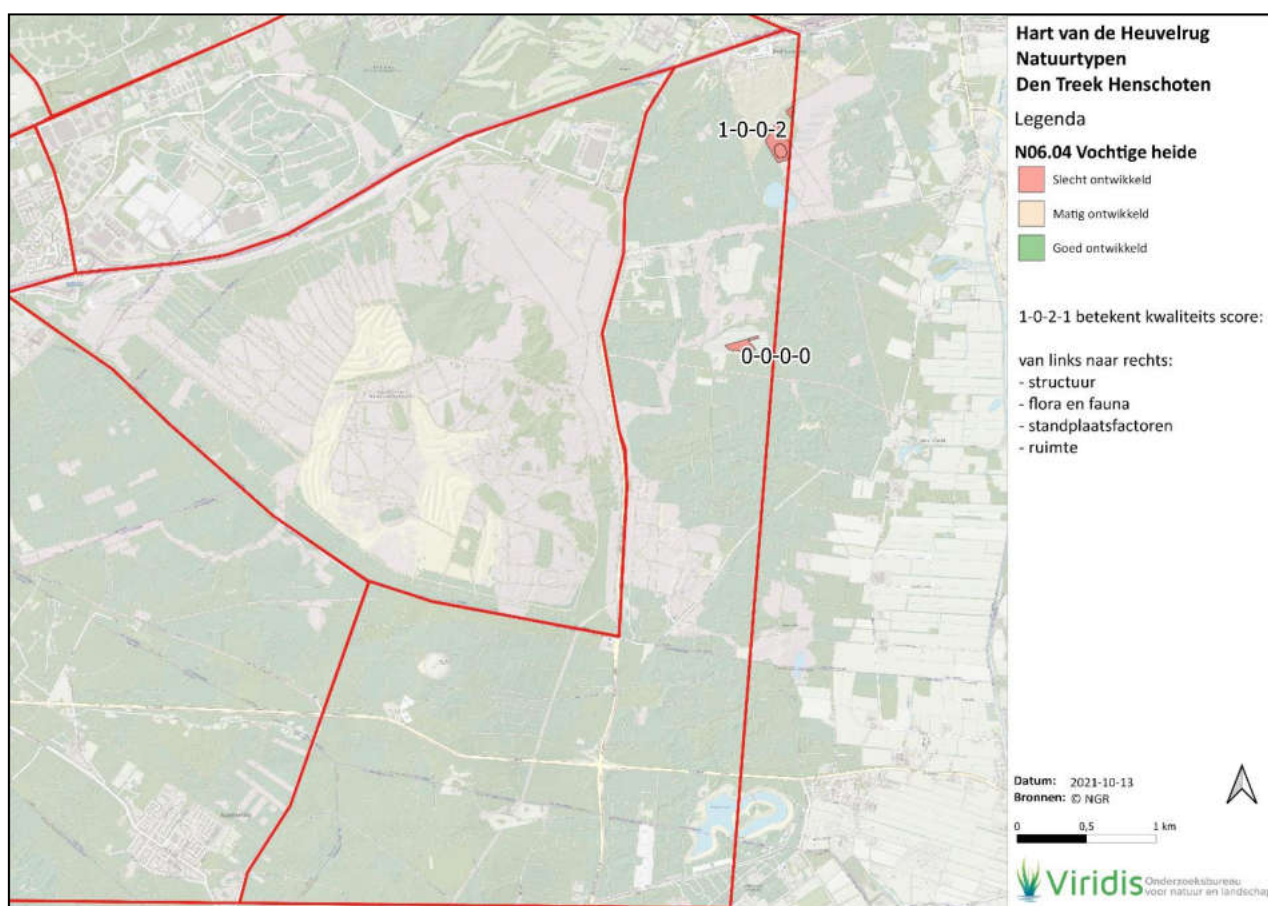 Hart van de Heuvelrug
Natuurtypen
Den Treek Henschoten
Legenda
N06.04 Vochtige heide
Slecht ontwikkeld
Matig ontwikkeld
Goed ontwikkeld
1-0-2-1 betekent kwaliteits score:
van links naar rechts:
- structuur
- flora en fauna
- standplaatsfactoren
- ruimte
1-0-0-2
0-0-0-0
Datum: 2021-10-13
Bronnen: © NGR
0 0,5 1 km
Viridis
Onderzoeksbureau
voor natuur en landschap